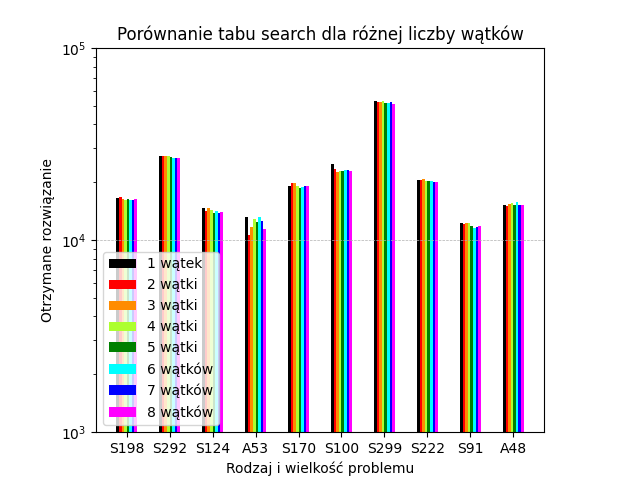 Porównanie tabu search dla różnej liczby wątków
Otrzymane rozwiązanie
10^5
10^4
10^3
1 wątek
2 wątki
3 wątki
4 wątki
5 wątki
6 wątków
7 wątków
8 wątków
S198 S292 S124 A53 S170 S100 S299 S222 S91 A48
Rodzaj i wielkość problemu